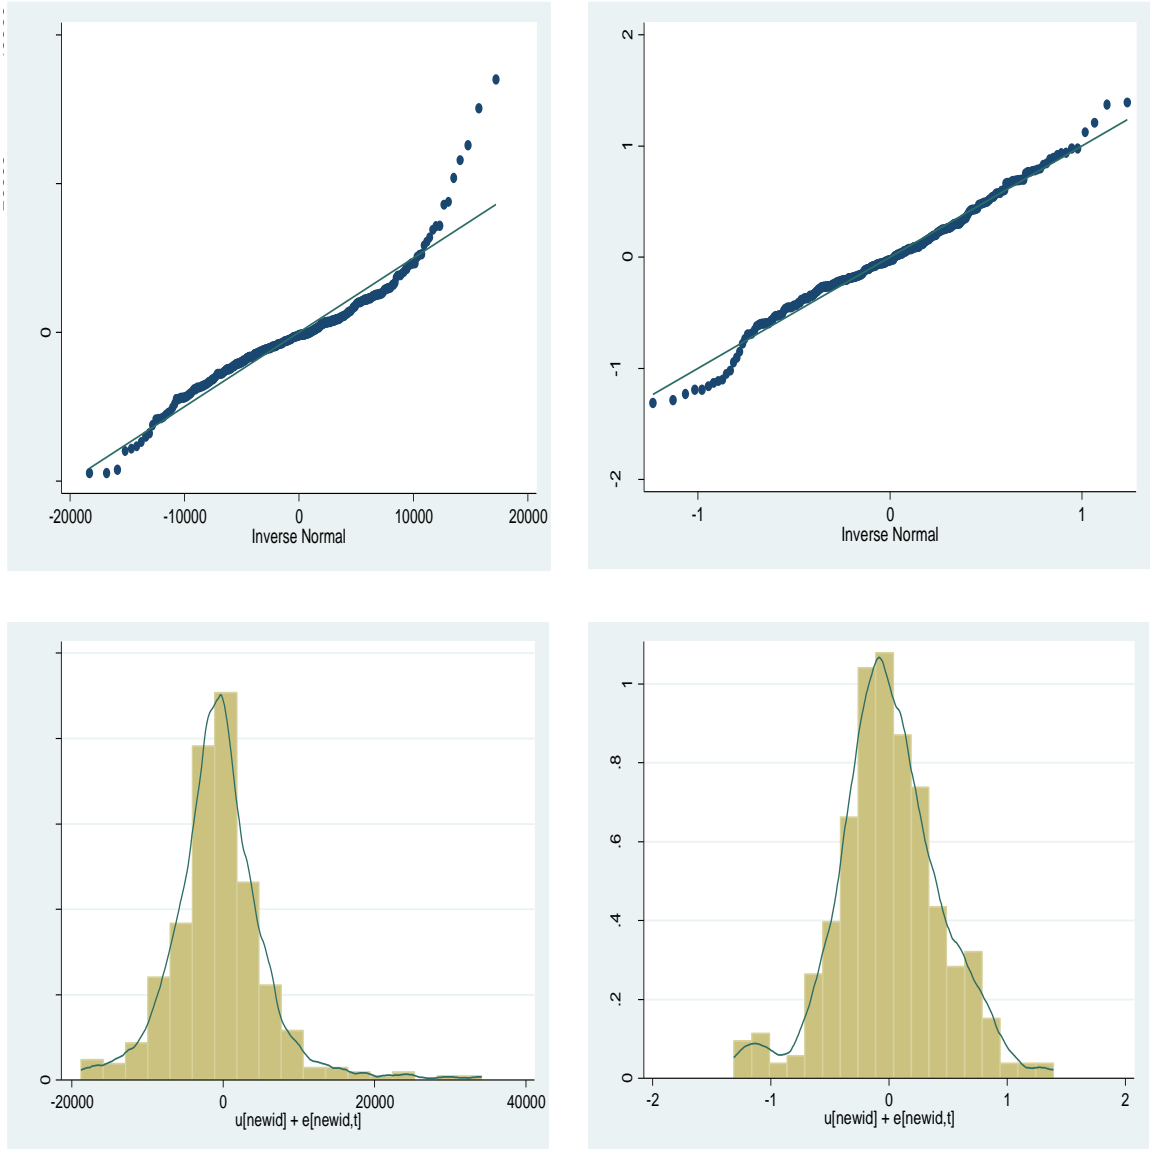 2
1
0
-1
-2
0
-20000 -10000 0 10000 20000
Inverse Normal
-1 0 1
Inverse Normal
0
-20000 0 20000 40000
u[newid] + e[newid,t]
1
.8
.6
.4
.2
0
-2 -1 0 1 2
u[newid] + e[newid,t]